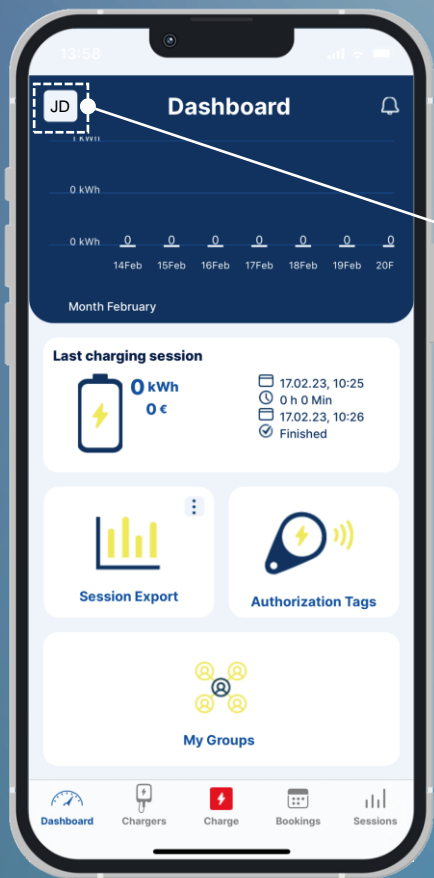 13:58
JD
Dashboard
1 kWh
0 kWh
0 kWh
0 0 0 0 0 0 0
14Feb 15Feb 16Feb 17Feb 18Feb 19Feb 20F
Month February
Last charging session
0 kWh
0 €
17.02.23, 10:25
0 h 0 Min
17.02.23, 10:26
Finished
Session Export
Authorization Tags
My Groups
Dashboard Chargers Charge Bookings Sessions